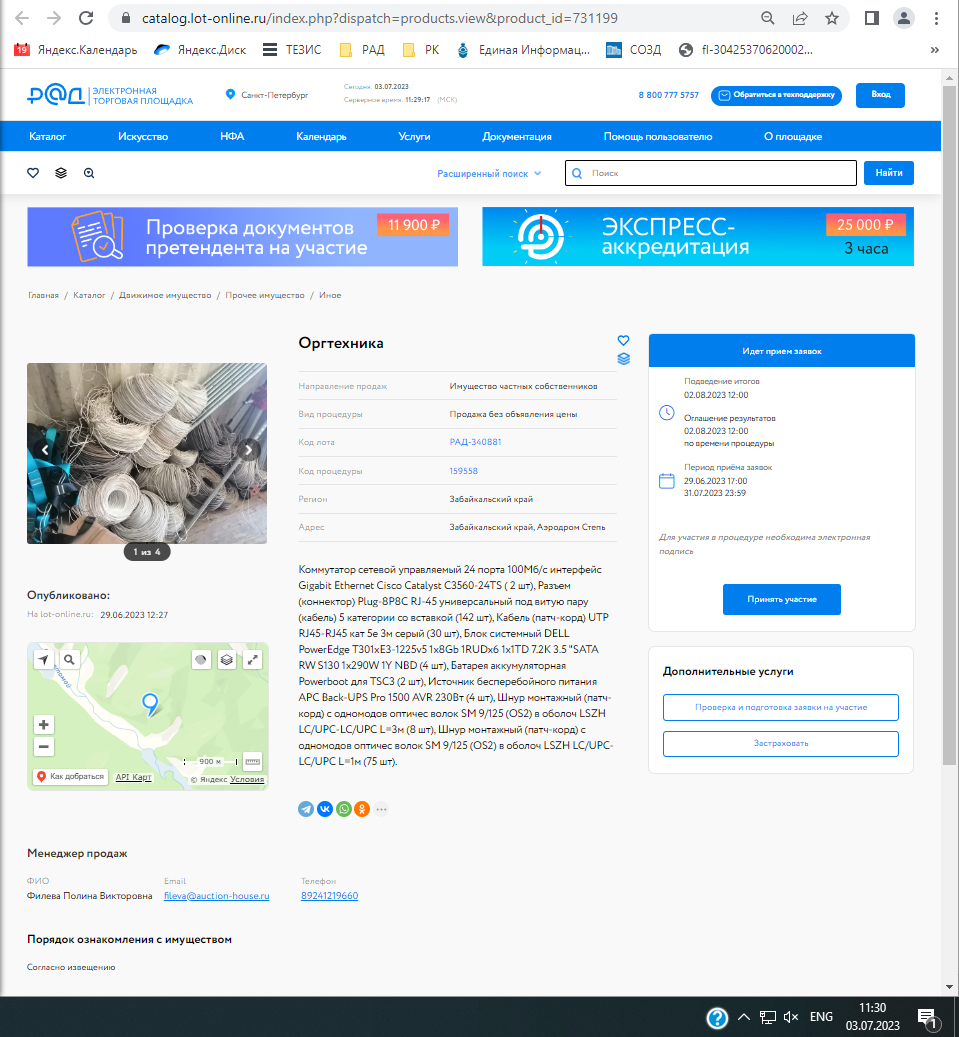 catalog.lot-online.ru/index.php?dispatch=products.view&product_id=731199
19 Яндекс.Календарь Яндекс.Диск ТЕЗИС РАД РК Единая Информац... СОЗД fl-30425370620002... »
РАД ЭЛЕКТРОННАЯ
ТОРГОВАЯ ПЛОЩАДКА
Санкт-Петербург
Сегодня: 03.07.2023
Серверное время: 11:29:17 (МСК)
8 800 777 5757
Обратиться в техподдержку
Вход
Каталог Искусство НФА Календарь Услуги Документация Помощь пользователю О площадке
Расширенный поиск
Поиск
Найти
Проверка документов
претендента на участие
11 900 ₽
ЭКСПРЕСС-
аккредитация
25 000 ₽
3 часа
Главная / Каталог / Движимое имущество / Прочее имущество / Иное
1 из 4
Опубликовано:
На lot-online.ru: 29.06.2023 12:27
900 м
Как добраться API Карт
© Яндекс Условия
Оргтехника
Направление продаж Имущество частных собственников
Вид процедуры Продажа без объявления цены
Код лота РАД-340881
Код процедуры 159558
Регион Забайкальский край
Адрес Забайкальский край, Аэродром Степь
Коммутатор сетевой управляемый 24 порта 100Мб/с интерфейс
Gigabit Ethernet Cisco Catalyst C3560-24TS ( 2 шт), Разъем
(коннектор) Plug-8P8C RJ-45 универсальный под витую пару
(кабель) 5 категории со вставкой (142 шт), Кабель (патч-корд) UTP
RJ45-RJ45 кат 5е 3м серый (30 шт), Блок системный DELL
PowerEdge T301xE3-1225v5 1x8Gb 1RUDx6 1x1TD 7.2K 3.5 "SATA
RW S130 1x290W 1Y NBD (4 шт), Батарея аккумуляторная
Powerboot для TSC3 (2 шт), Источник бесперебойного питания
APC Back-UPS Pro 1500 AVR 230Вт (4 шт), Шнур монтажный (патч-
корд) с одномодов оптичес волок SM 9/125 (OS2) в оболоч LSZH
LC/UPC-LC/UPC L=3м (8 шт), Шнур монтажный (патч-корд) с
одномодов оптичес волок SM 9/125 (OS2) в оболоч LSZH LC/UPC-
LC/UPC L=1м (75 шт).
Идет прием заявок
Подведение итогов
02.08.2023 12:00
Оглашение результатов
02.08.2023 12:00
по времени процедуры
Период приёма заявок
29.06.2023 17:00
31.07.2023 23:59
Для участия в процедуре необходима электронная
подпись
Принять участие
Дополнительные услуги
Проверка и подготовка заявки на участие
Застраховать
Менеджер продаж
ФИО Email Телефон
Филева Полина Викторовна fileva@auction-house.ru 89241219660
Порядок ознакомления с имуществом
Согласно извещению
ENG
11:30
03.07.2023
1